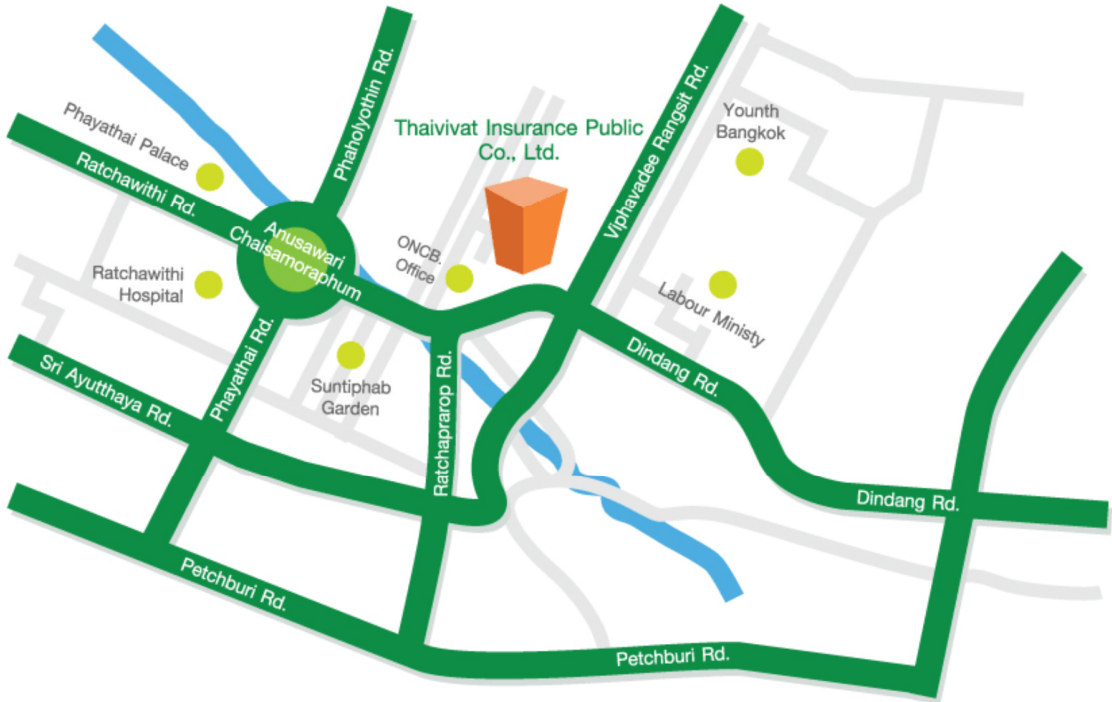 Phaholyothin Rd.
Viphavadee Rangsit Rd.
Phayathai Palace
Thaivivat Insurance Public
Co., Ltd.
Younth
Bangkok
Ratchawithi Rd.
Anusawari
Chaisamoraphum
ONCB.
Office
Ratchawithi
Hospital
Labour Ministy
Sri Ayutthaya Rd.
Phayathai Rd.
Suntiphab
Garden
Ratchaprarop Rd.
Dindang Rd.
Dindang Rd.
Petchburi Rd.
Petchburi Rd.